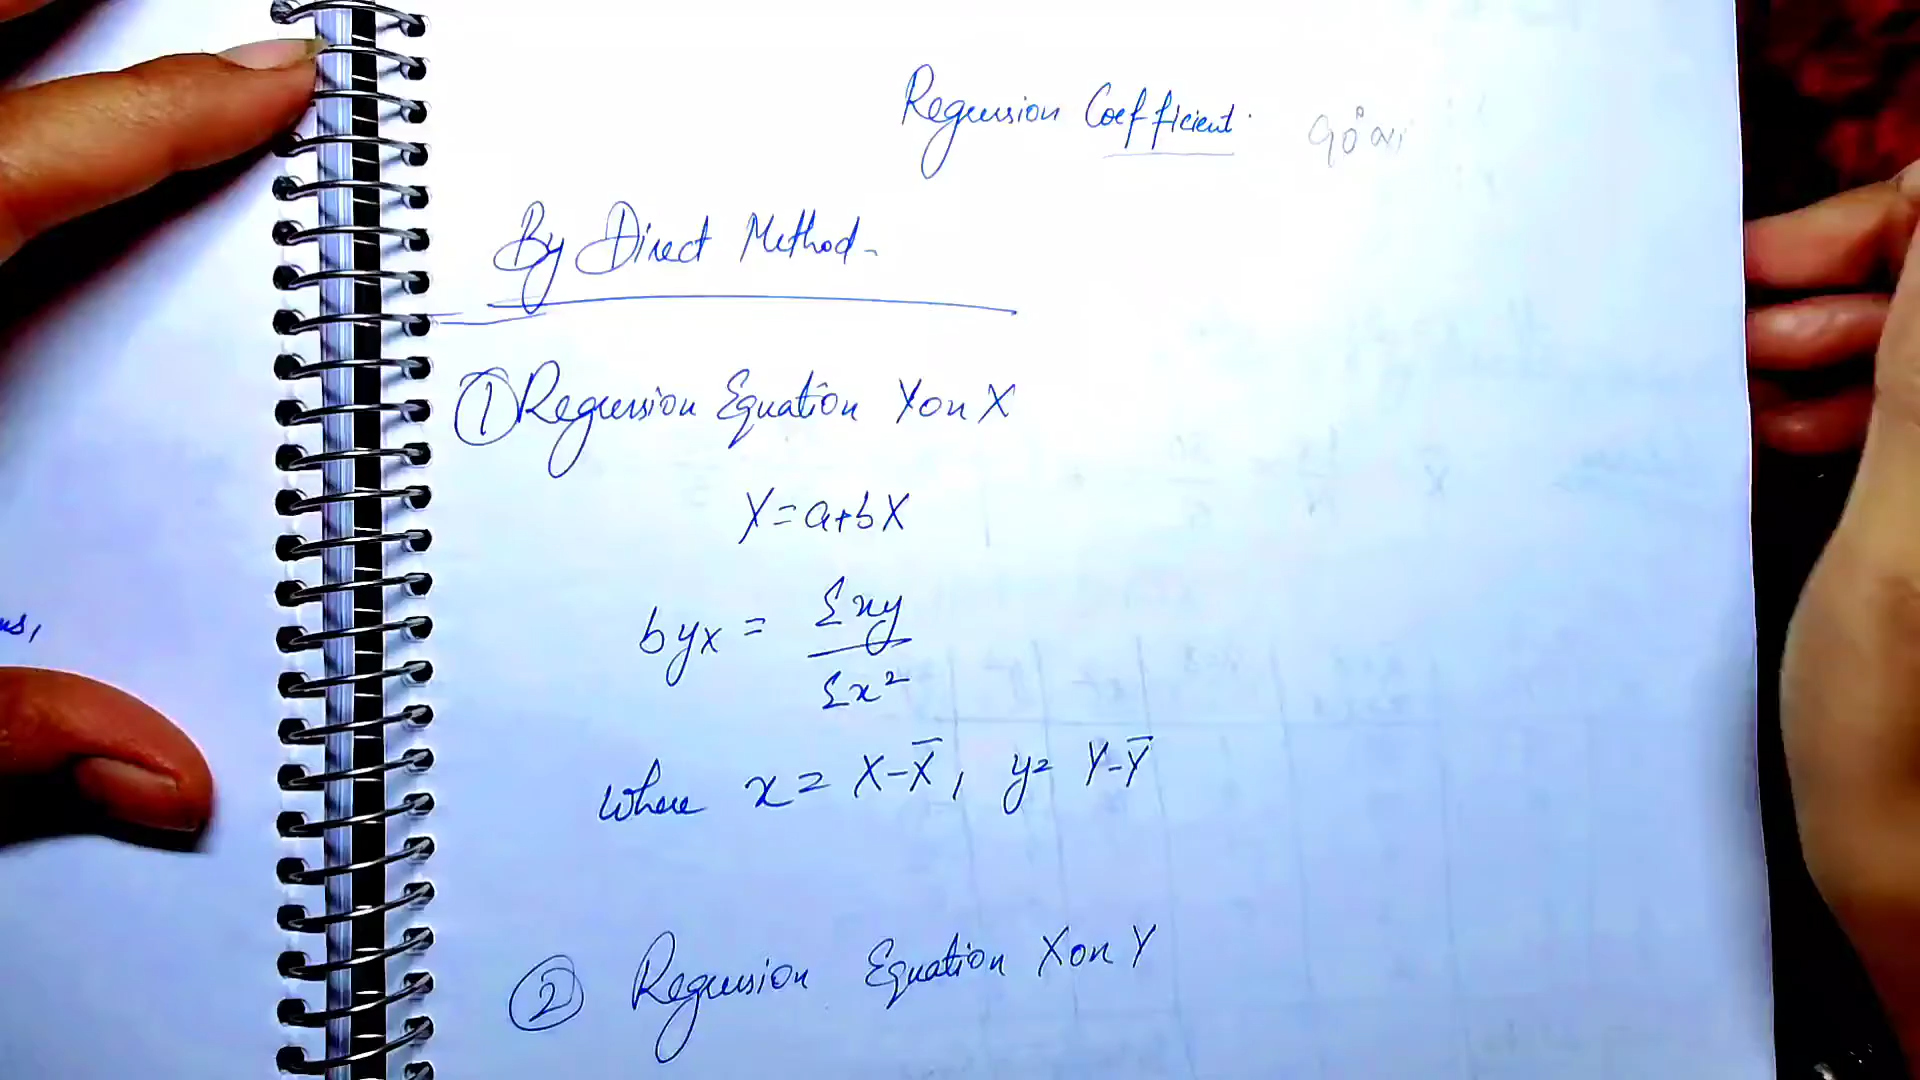 Regression Coefficient.
By Direct Method-
① Regression Equation Y on X
Y = a+bX
byx = Σxy / Σx²
where x = X-X̅, y = Y-Y̅
② Regression Equation X on Y